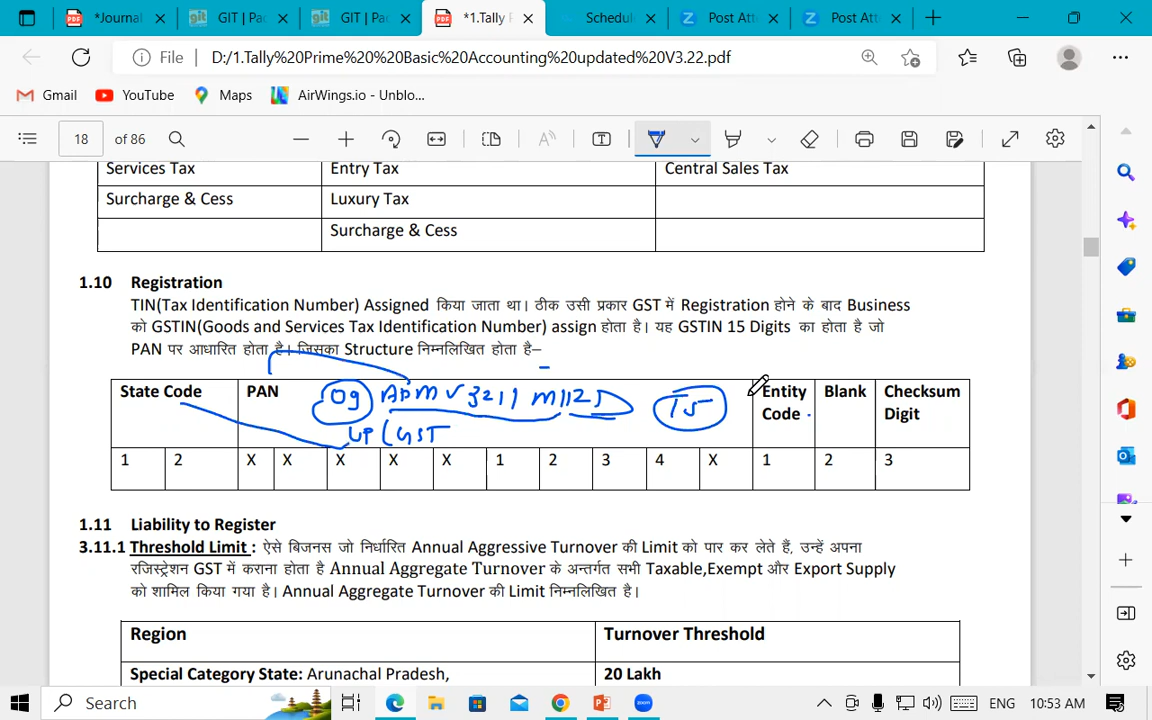 *Journal
GIT | Pa
GIT | Pa
*1.Tally P
Schedule
Post Att
Post Att
File
D:/1.Tally%20Prime%20%20Basic%20Accounting%20updated%20V3.22.pdf
Gmail
YouTube
Maps
AirWings.io - Unblo...
18
of 86
Services Tax
Entry Tax
Central Sales Tax
Surcharge & Cess
Luxury Tax
Surcharge & Cess
1.10 Registration
TIN(Tax Identification Number) Assigned किया जाता था। ठीक उसी प्रकार GST में Registration होने के बाद Business
को GSTIN(Goods and Services Tax Identification Number) assign होता है। यह GSTIN 15 Digits का होता है जो
PAN पर आधारित होता है। जिसका Structure निम्नलिखित होता है–
State Code
PAN
09
UP (GST
Entity
Code
Blank
Checksum
Digit
1 2 X X X X X 1 2 3 4 X 1 2 3
1.11 Liability to Register
3.11.1 Threshold Limit : ऐसे बिजनस जो निर्धारित Annual Aggressive Turnover की Limit को पार कर लेते हैं, उन्हें अपना
रजिस्ट्रेशन GST में कराना होता है Annual Aggregate Turnover के अन्तर्गत सभी Taxable,Exempt और Export Supply
को शामिल किया गया है। Annual Aggregate Turnover की Limit निम्नलिखित है।
Region
Turnover Threshold
Special Category State: Arunachal Pradesh,
20 Lakh
Search
ENG
10:53 AM